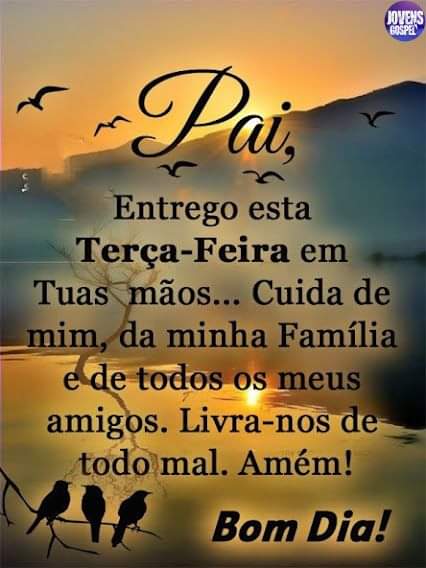 JOVENS
GOSPEL
Pai,
Entrego esta
Terça-Feira em
Tuas mãos... Cuida de
mim, da minha Família
e de todos os meus
amigos. Livra-nos de
todo mal. Amém!
Bom Dia!